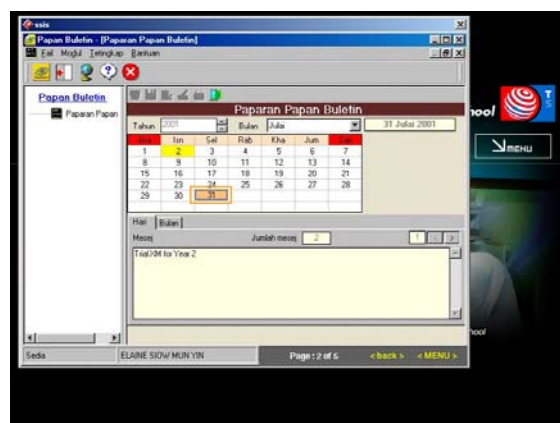 ssis
Papan Buletin - [Paparan Papan Buletin]
Fail Modul Tetingkap Bantuan
Papan Buletin
Paparan Papan
Paparan Papan Buletin
Tahun 2001 Bulan Julai 31 Julai 2001
Isn Sel Rab Kha Jum
1 2 3 4 5 6 7
8 9 10 11 12 13 14
15 16 17 18 19 20 21
22 23 24 25 26 27 28
29 30 31
Hari Bulan
Mesej Jumlah mesej 2 1 < >
Trial XM for Year 2
Sedia ELAINE SIOW MUN YIN Page : 2 of 5 < back > < MENU >
hool
TS
MENU
hool